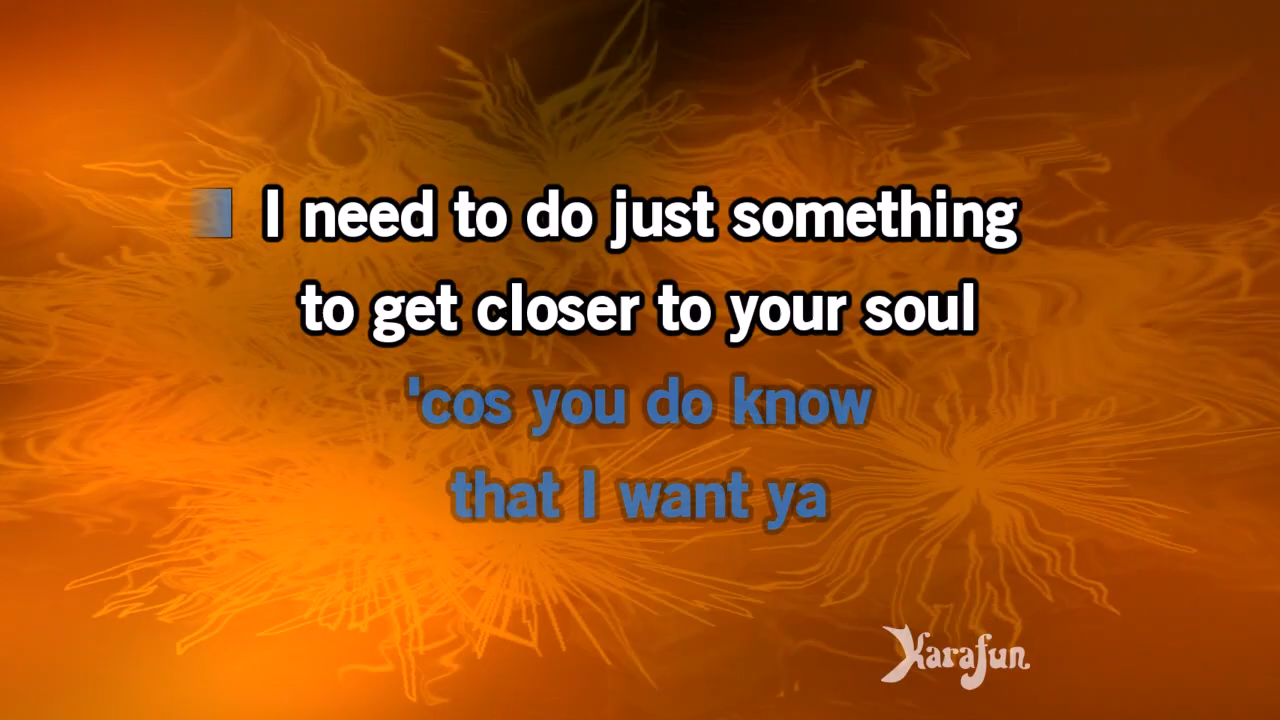 I need to do just something
to get closer to your soul
'cos you do know
that I want ya
Karafun